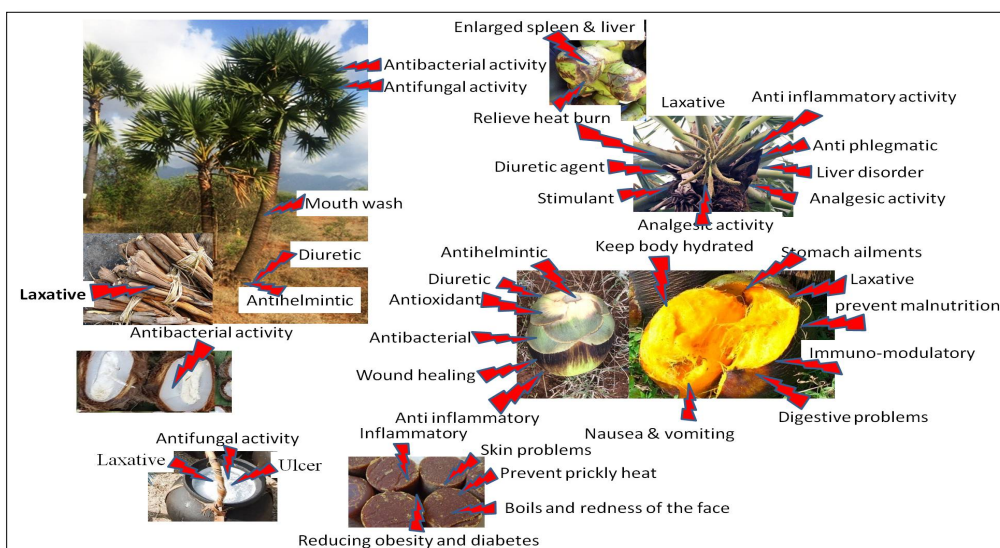 Enlarged spleen & liver
Antibacterial activity
Antifungal activity
Relieve heat burn
Laxative
Anti inflammatory activity
Diuretic agent
Anti phlegmatic
Liver disorder
Stimulant
Analgesic activity
Mouth wash
Analgesic activity
Diuretic
Antihelmintic
Laxative
Antihelmintic
Keep body hydrated
Stomach ailments
Diuretic
Laxative
Antioxidant
prevent malnutrition
Antibacterial activity
Antibacterial
Immuno-modulatory
Wound healing
Anti inflammatory
Digestive problems
Nausea & vomiting
Antifungal activity
Laxative
Ulcer
Inflammatory
Skin problems
Prevent prickly heat
Boils and redness of the face
Reducing obesity and diabetes